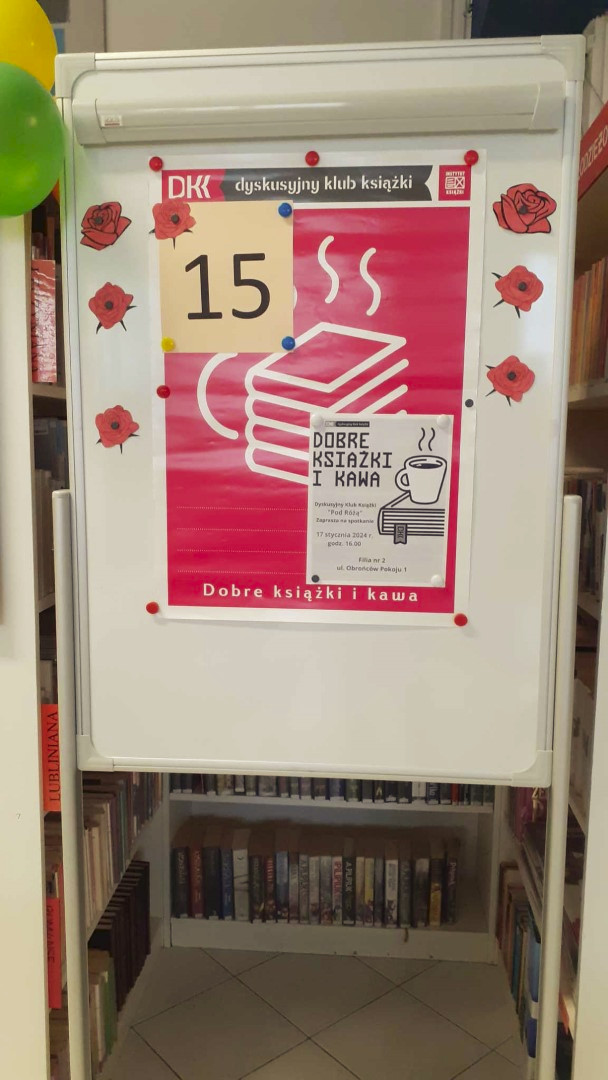 DKK dyskusyjny klub książki
INSTYTUT
KSIĄŻKI
15
DOBRE
KSIĄŻKI
I KAWA
Dyskusyjny Klub Książki
"Pod Różą"
Zaprasza na spotkanie
17 stycznia 2024 r.
godz. 16.00
Filia nr 2
ul. Obrońców Pokoju 1
Dobre książki i kawa
LUBLINIANA